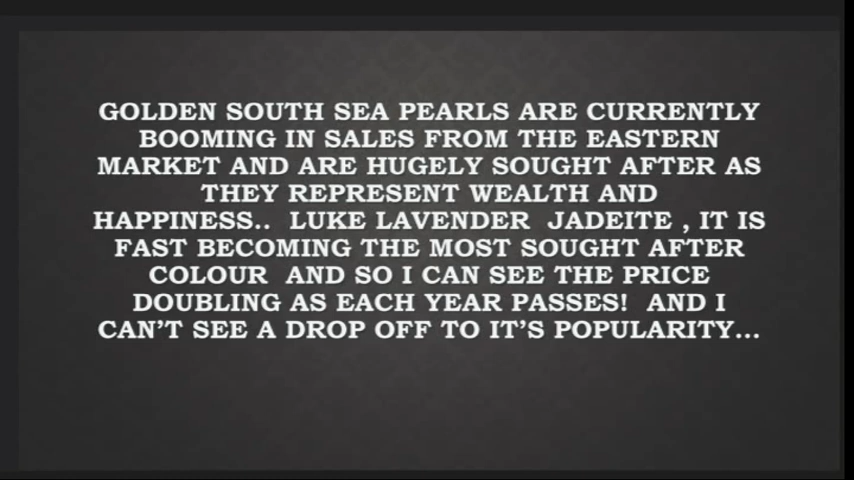 GOLDEN SOUTH SEA PEARLS ARE CURRENTLY
BOOMING IN SALES FROM THE EASTERN
MARKET AND ARE HUGELY SOUGHT AFTER AS
THEY REPRESENT WEALTH AND
HAPPINESS.. LUKE LAVENDER JADEITE , IT IS
FAST BECOMING THE MOST SOUGHT AFTER
COLOUR AND SO I CAN SEE THE PRICE
DOUBLING AS EACH YEAR PASSES! AND I
CAN’T SEE A DROP OFF TO IT’S POPULARITY…